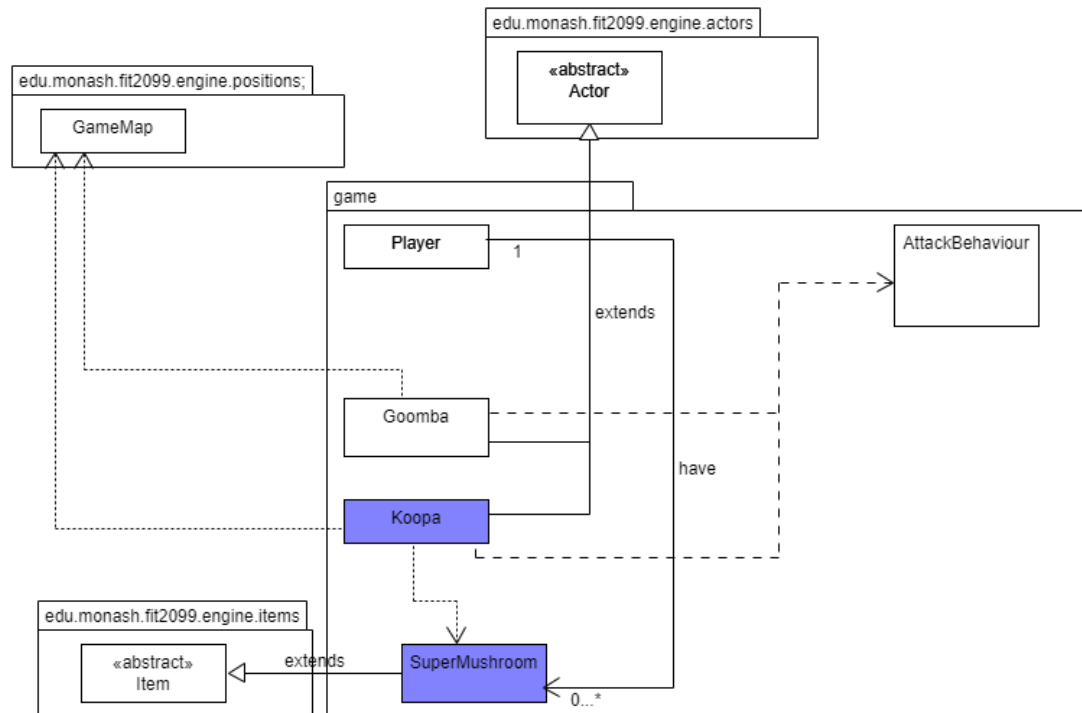 edu.monash.fit2099.engine.actors
«abstract»
Actor
edu.monash.fit2099.engine.positions;
GameMap
game
Player
1
AttackBehaviour
extends
Goomba
have
Koopa
edu.monash.fit2099.engine.items
«abstract»
Item
extends
SuperMushroom
0...*